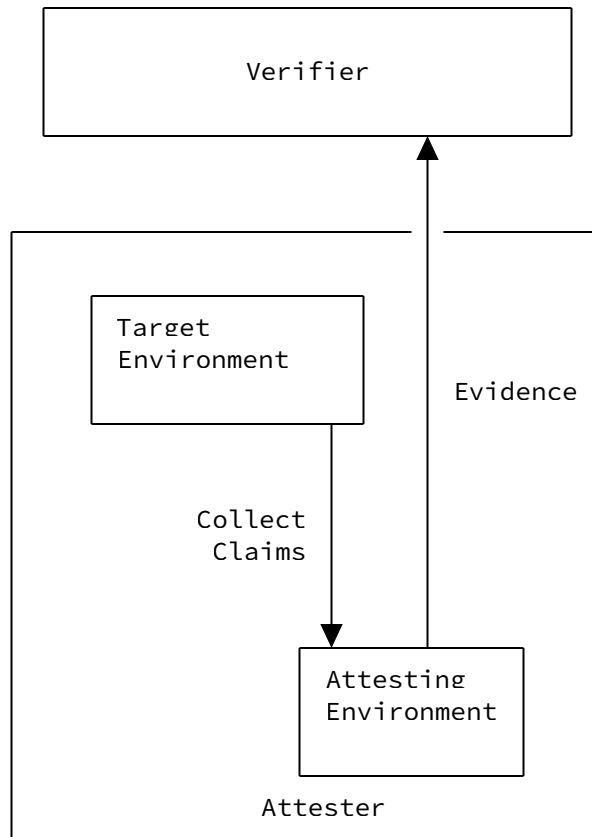 Verifier
Target
Environment
Evidence
Collect
Claims
Attesting
Environment
Attester